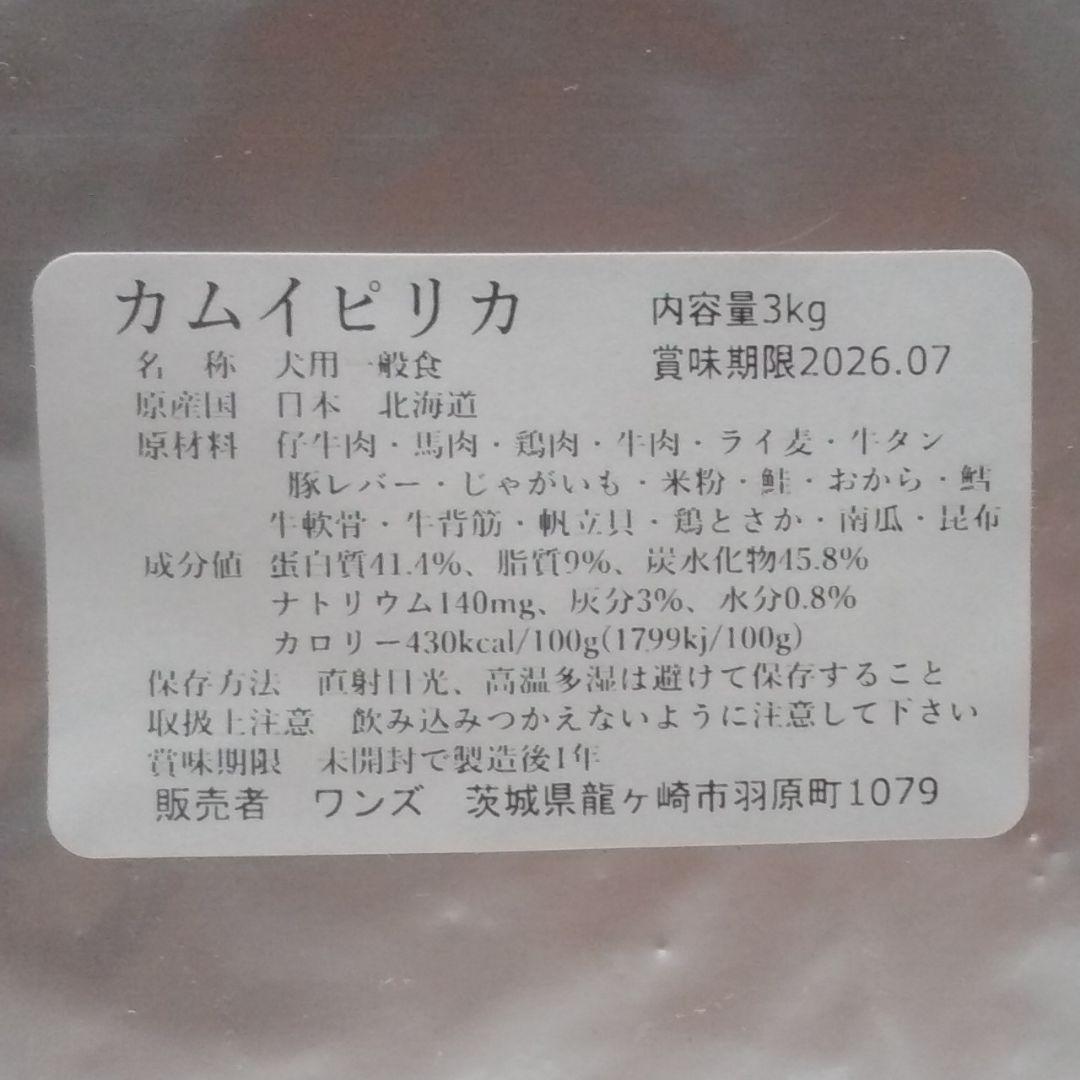 カムイピリカ 内容量3kg
名 称 犬用一般食 賞味期限2026.07
原産国 日本 北海道
原材料 仔牛肉・馬肉・鶏肉・牛肉・ライ麦・牛タン
豚レバー・じゃがいも・米粉・鮭・おから・鱈
牛軟骨・牛背筋・帆立貝・鶏とさか・南瓜・昆布
成分値 蛋白質41.4%、脂質9%、炭水化物45.8%
ナトリウム140mg、灰分3%、水分0.8%
カロリー430kcal/100g(1799kj/100g)
保存方法 直射日光、高温多湿は避けて保存すること
取扱上注意 飲み込みつかえないように注意して下さい
賞味期限 未開封で製造後1年
販売者 ワンズ 茨城県龍ヶ崎市羽原町1079